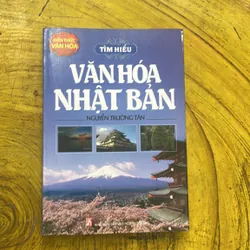 KIẾN THỨC
VĂN HÓA
TÌM HIỂU
VĂN HÓA
NHẬT BẢN
NGUYỄN TRƯỜNG TÂN